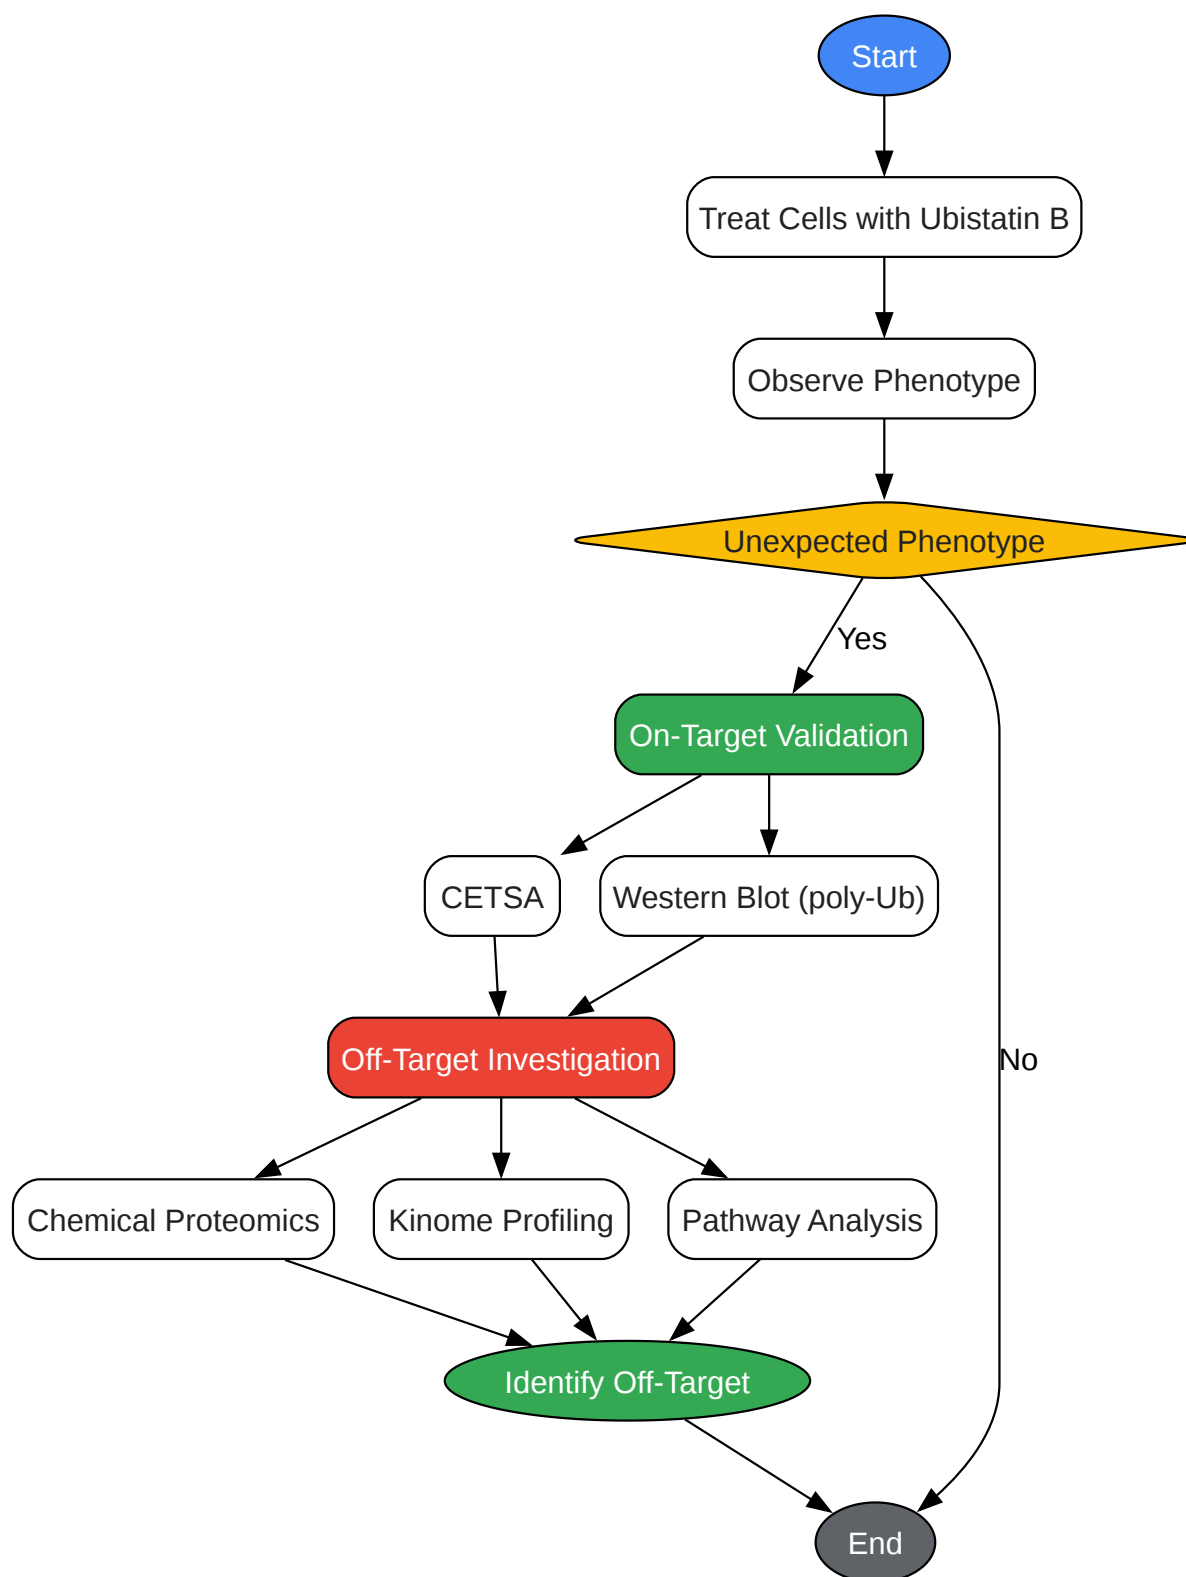 Start
Treat Cells with Ubistatin B
Observe Phenotype
Unexpected Phenotype
Yes
On-Target Validation
CETSA
Western Blot (poly-Ub)
Off-Target Investigation
No
Chemical Proteomics
Kinome Profiling
Pathway Analysis
Identify Off-Target
End